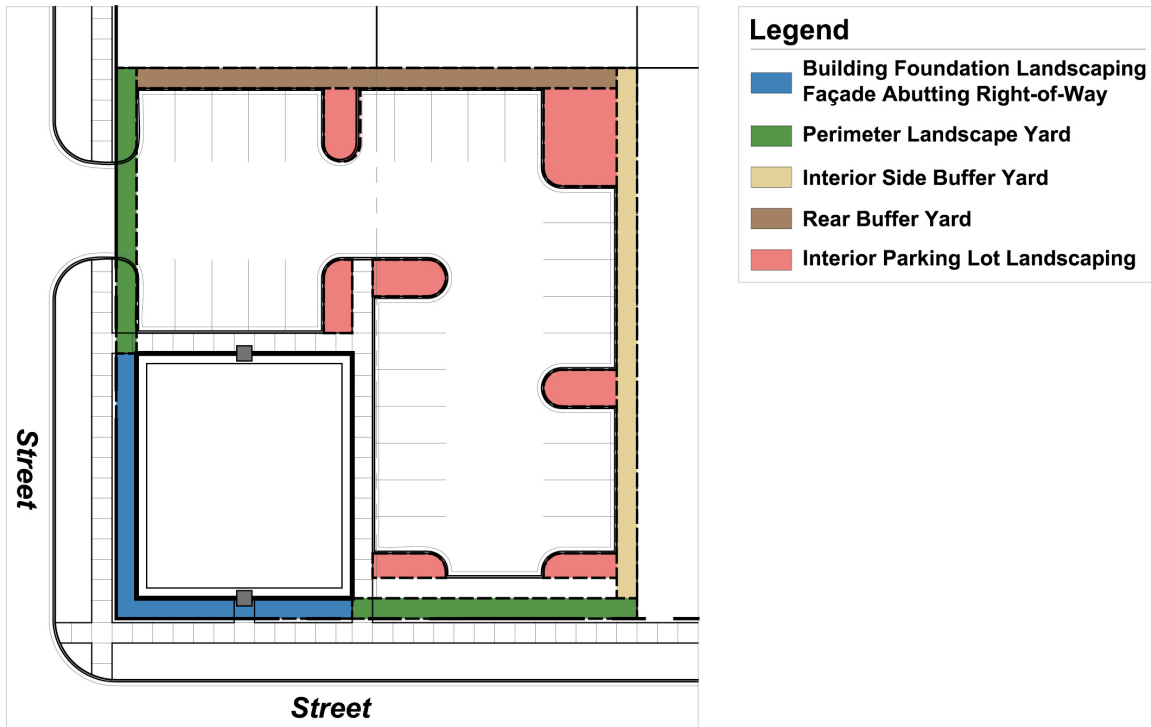 Legend
Building Foundation Landscaping
Façade Abutting Right-of-Way
Perimeter Landscape Yard
Interior Side Buffer Yard
Rear Buffer Yard
Interior Parking Lot Landscaping
Street
Street